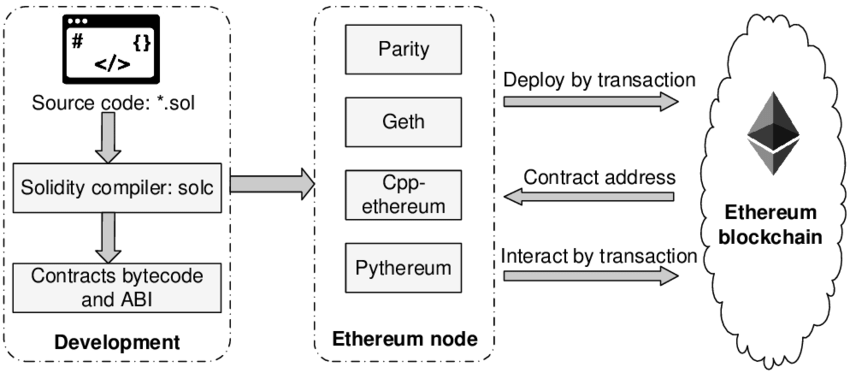 # {}
</>
Source code: *.sol
Solidity compiler: solc
Contracts bytecode
and ABI
Development
Parity
Geth
Cpp-
ethereum
Pythereum
Ethereum node
Deploy by transaction
Contract address
Interact by transaction
Ethereum
blockchain